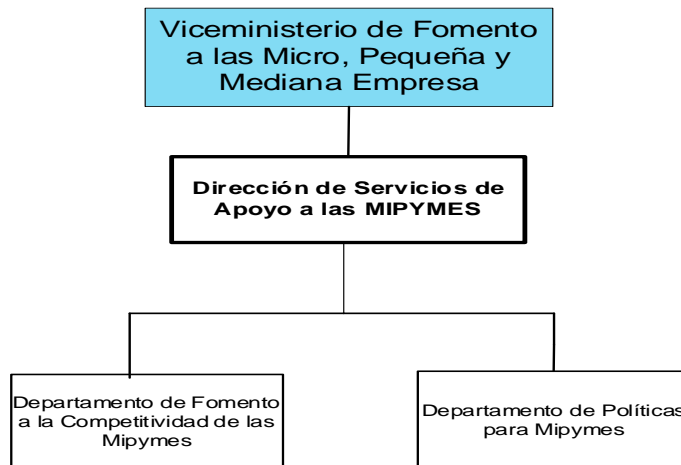 Viceministerio de Fomento
a las Micro, Pequeña y
Mediana Empresa
Dirección de Servicios de
Apoyo a las MIPYMES
Departamento de Fomento
a la Competitividad de las
Mipymes
Departamento de Políticas
para Mipymes